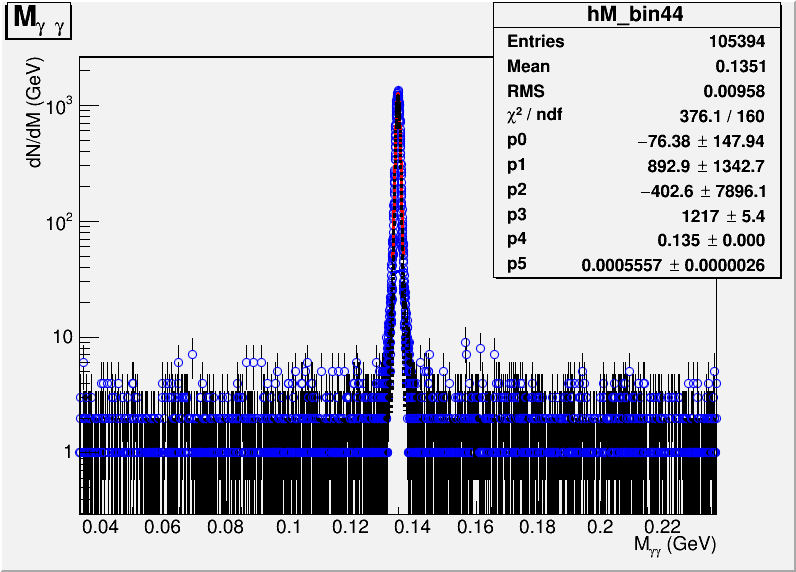 M γ γ
hM_bin44
Entries 105394
Mean 0.1351
RMS 0.00958
χ² / ndf 376.1 / 160
p0 −76.38 ± 147.94
p1 892.9 ± 1342.7
p2 −402.6 ± 7896.1
p3 1217 ± 5.4
p4 0.135 ± 0.000
p5 0.0005557 ± 0.0000026
dN/dM (GeV)
10³
10²
10
1
0.04 0.06 0.08 0.1 0.12 0.14 0.16 0.18 0.2 0.22
Mγγ (GeV)